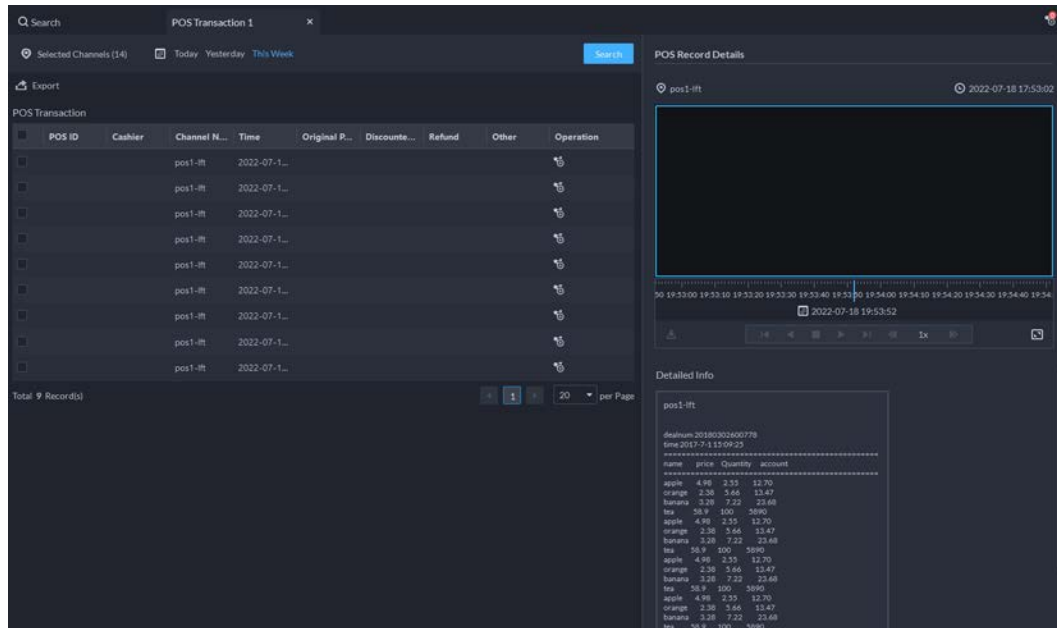 Search
POS Transaction 1
Selected Channels (14)
Today Yesterday This Week
Search
Export
POS Transaction
POS ID Cashier Channel N... Time Original P... Discounte... Refund Other Operation
pos1-lft 2022-07-1...
pos1-lft 2022-07-1...
pos1-lft 2022-07-1...
pos1-lft 2022-07-1...
pos1-lft 2022-07-1...
pos1-lft 2022-07-1...
pos1-lft 2022-07-1...
pos1-lft 2022-07-1...
pos1-lft 2022-07-1...
Total 9 Record(s)
1
20 per Page
POS Record Details
pos1-lft 2022-07-18 17:53:02
50 19:53:00 19:53:10 19:53:20 19:53:30 19:53:40 19:53:50 19:54:00 19:54:10 19:54:20 19:54:30 19:54:40 19:54:
2022-07-18 19:53:52
1x
Detailed Info
pos1-lft
dealnum:20180302600778
time:2017-7-1 15:09:25
==================================================
name price Quantity account
==================================================
apple 4.98 2.55 12.70
orange 2.38 5.66 13.47
banana 3.28 7.22 23.68
tea 58.9 100 5890
apple 4.98 2.55 12.70
orange 2.38 5.66 13.47
banana 3.28 7.22 23.68
tea 58.9 100 5890
apple 4.98 2.55 12.70
orange 2.38 5.66 13.47
banana 3.28 7.22 23.68
tea 58.9 100 5890
apple 4.98 2.55 12.70
orange 2.38 5.66 13.47
banana 3.28 7.22 23.68
tea 58.9 100 5890